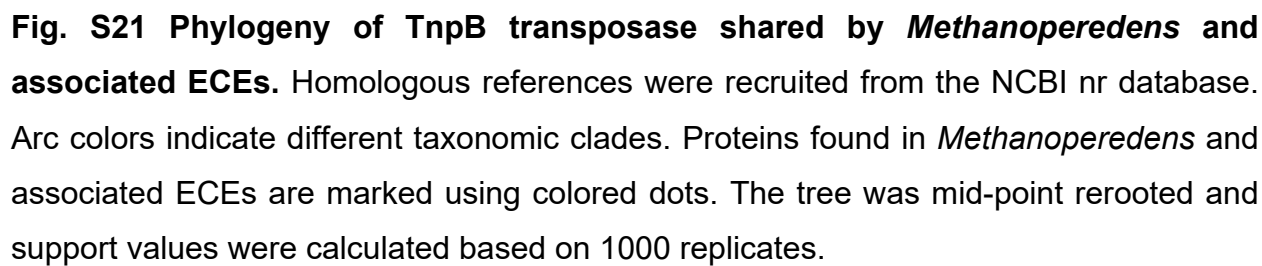 Fig. S21 Phylogeny of TnpB transposase shared by Methanoperedens and
associated ECEs. Homologous references were recruited from the NCBI nr database.
Arc colors indicate different taxonomic clades. Proteins found in Methanoperedens and
associated ECEs are marked using colored dots. The tree was mid-point rerooted and
support values were calculated based on 1000 replicates.